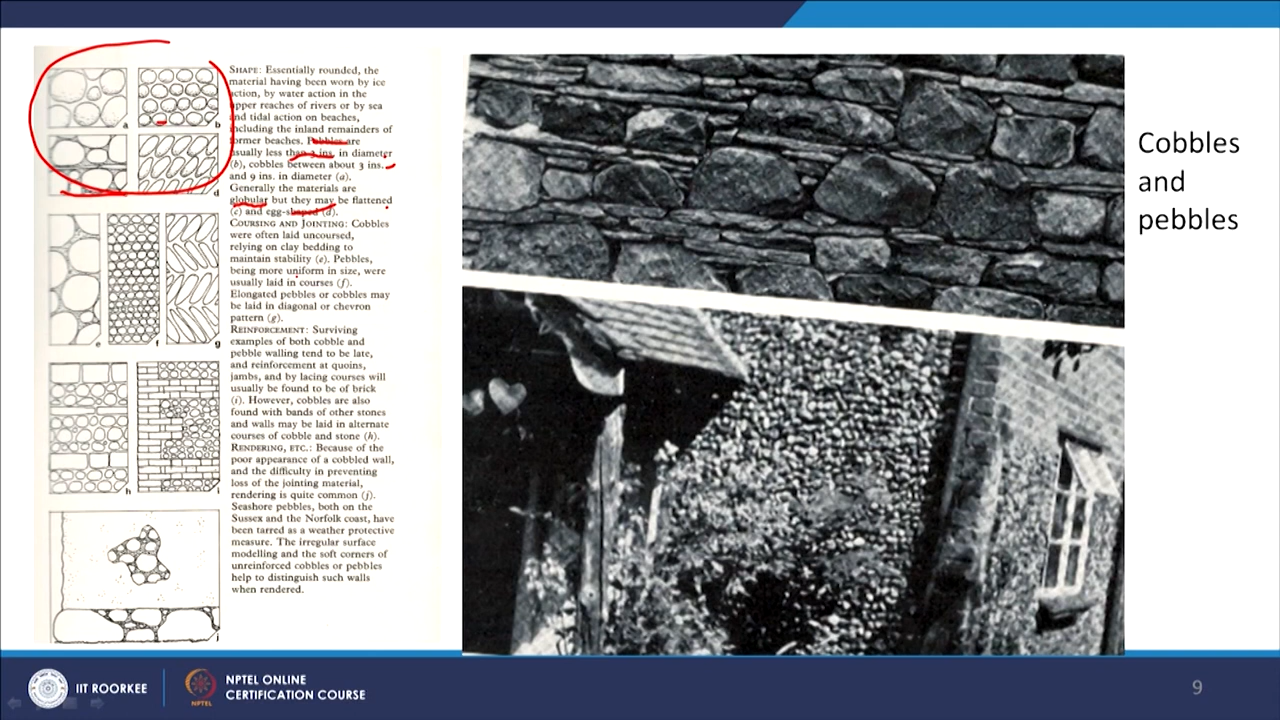 SHAPE: Essentially rounded, the
material having been worn by ice
action, by water action in the
upper reaches of rivers or by sea
and tidal action on beaches,
including the inland remainders of
former beaches. Pebbles are
usually less than 3 ins. in diameter
(b), cobbles between about 3 ins.
and 9 ins. in diameter (a).
Generally the materials are
globular but they may be flattened
(c) and egg-shaped (d).
COURSING AND JOINTING: Cobbles
were often laid uncoursed,
relying on clay bedding to
maintain stability (e). Pebbles,
being more uniform in size, were
usually laid in courses (f).
Elongated pebbles or cobbles may
be laid in diagonal or chevron
pattern (g).
REINFORCEMENT: Surviving
examples of both cobble and
pebble walling tend to be late,
and reinforcement at quoins,
jambs, and by lacing courses will
usually be found to be of brick
(i). However, cobbles are also
found with bands of other stones
and walls may be laid in alternate
courses of cobble and stone (h).
RENDERING, ETC.: Because of the
poor appearance of a cobbled wall,
and the difficulty in preventing
loss of the jointing material,
rendering is quite common (j).
Seashore pebbles, both on the
Sussex and the Norfolk coast, have
been tarred as a weather protective
measure. The irregular surface
modelling and the soft corners of
unreinforced cobbles or pebbles
help to distinguish such walls
when rendered.
a
b
d
e
f
g
h
i
j
Cobbles
and
pebbles
IIT ROORKEE
NPTEL
NPTEL ONLINE
CERTIFICATION COURSE
9